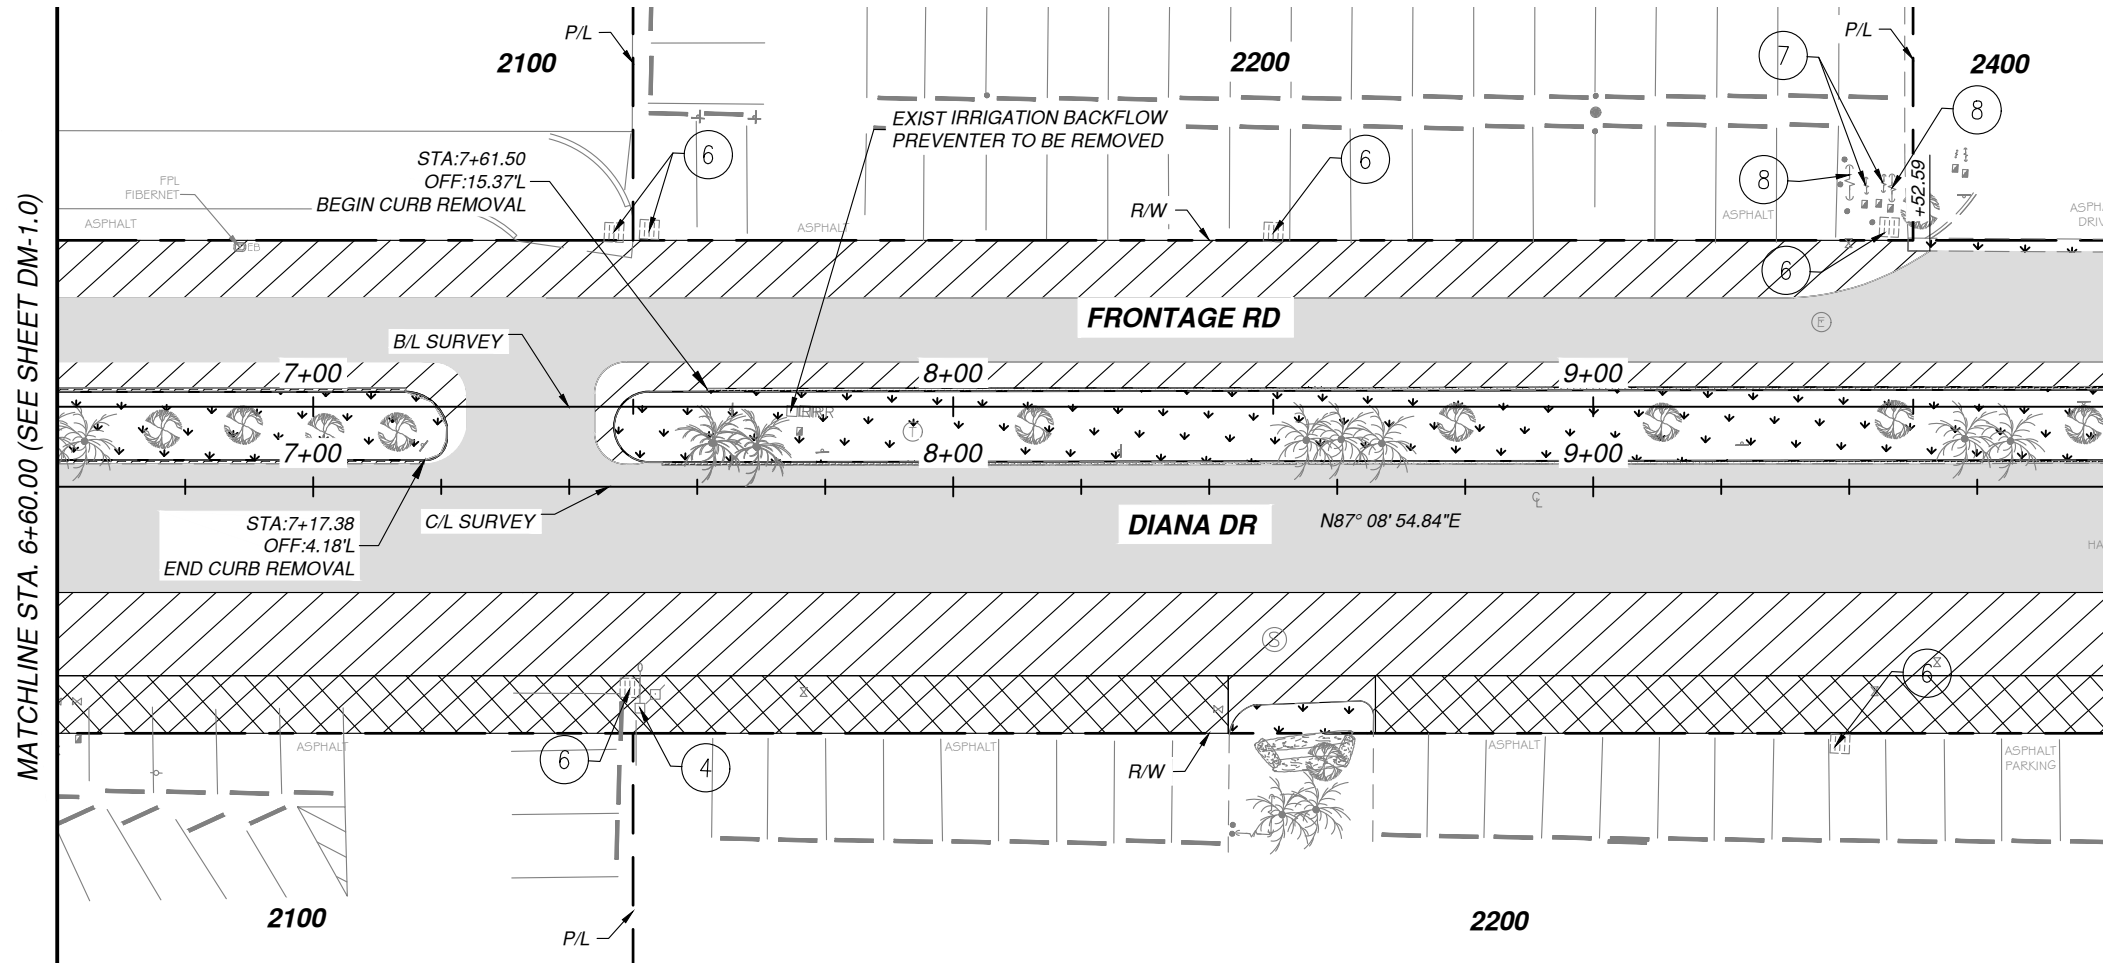 P/L
2100
2200
P/L
2400
7
8
EXIST IRRIGATION BACKFLOW
PREVENTER TO BE REMOVED
6
6
STA:7+61.50
OFF:15.37'L
BEGIN CURB REMOVAL
FPL
FIBERNET
8
+52.59
R/W
ASPHALT
ASPHALT
ASPHALT
EB
6
FRONTAGE RD
E
B/L SURVEY
7+00
8+00
9+00
T
7+00
8+00
9+00
C/L SURVEY
STA:7+17.38
OFF:4.18'L
END CURB REMOVAL
DIANA DR
N87° 08' 54.84"E
MATCHLINE STA. 6+60.00 (SEE SHEET DM-1.0)
S
6
ASPHALT
ASPHALT
ASPHALT
ASPHALT
PARKING
6
4
R/W
2100
2200
P/L